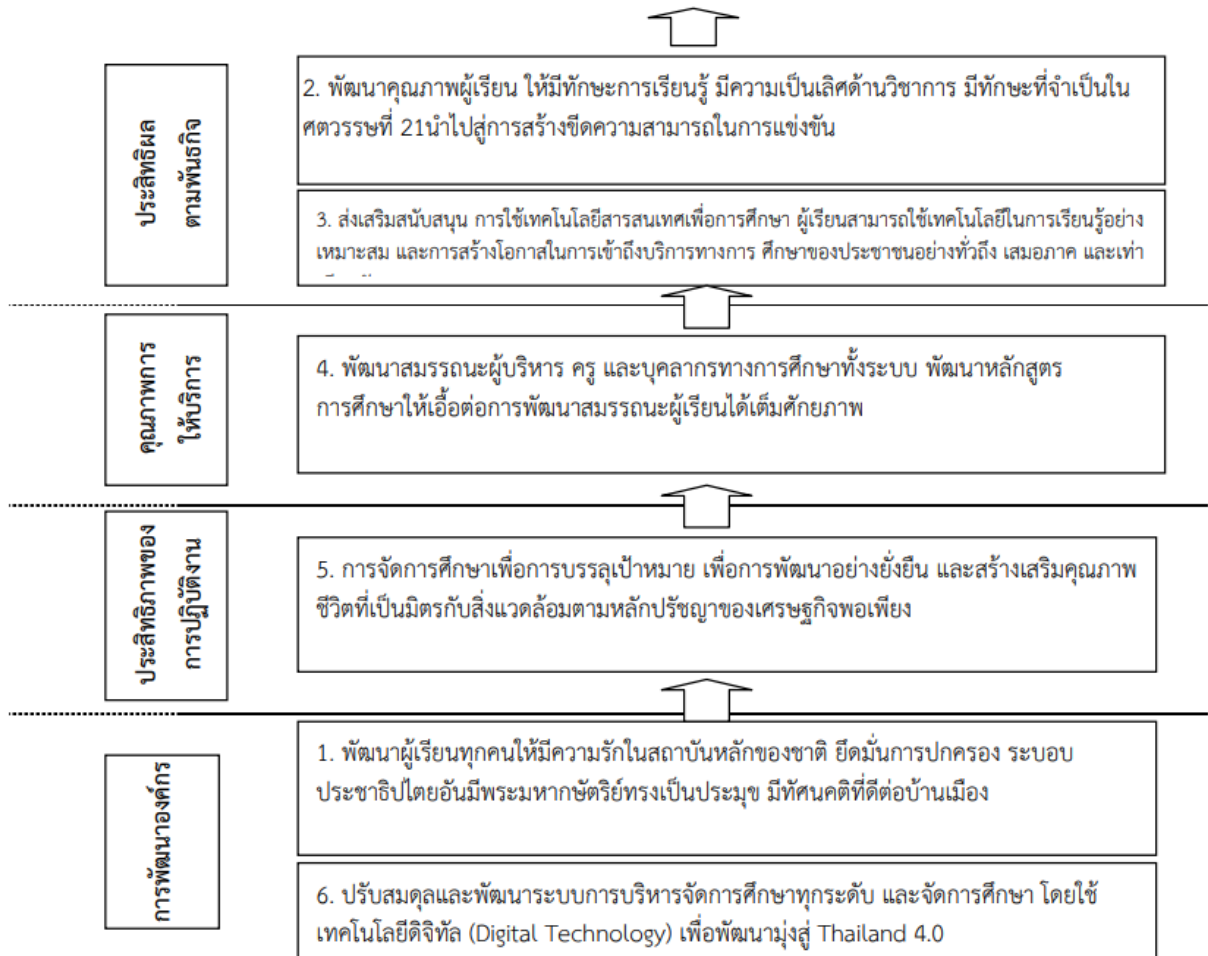 ประสิทธิผล
ตามพันธกิจ
2. พัฒนาคุณภาพผู้เรียน ให้มีทักษะการเรียนรู้ มีความเป็นเลิศด้านวิชาการ มีทักษะที่จำเป็นใน
ศตวรรษที่ 21นำไปสู่การสร้างขีดความสามารถในการแข่งขัน
3. ส่งเสริมสนับสนุน การใช้เทคโนโลยีสารสนเทศเพื่อการศึกษา ผู้เรียนสามารถใช้เทคโนโลยีในการเรียนรู้อย่าง
เหมาะสม และการสร้างโอกาสในการเข้าถึงบริการทางการ ศึกษาของประชาชนอย่างทั่วถึง เสมอภาค และเท่า
คุณภาพการ
ให้บริการ
4. พัฒนาสมรรถนะผู้บริหาร ครู และบุคลากรทางการศึกษาทั้งระบบ พัฒนาหลักสูตร
การศึกษาให้เอื้อต่อการพัฒนาสมรรถนะผู้เรียนได้เต็มศักยภาพ
ประสิทธิภาพของ
การปฏิบัติงาน
5. การจัดการศึกษาเพื่อการบรรลุเป้าหมาย เพื่อการพัฒนาอย่างยั่งยืน และสร้างเสริมคุณภาพ
ชีวิตที่เป็นมิตรกับสิ่งแวดล้อมตามหลักปรัชญาของเศรษฐกิจพอเพียง
การพัฒนาองค์กร
1. พัฒนาผู้เรียนทุกคนให้มีความรักในสถาบันหลักของชาติ ยึดมั่นการปกครอง ระบอบ
ประชาธิปไตยอันมีพระมหากษัตริย์ทรงเป็นประมุข มีทัศนคติที่ดีต่อบ้านเมือง
6. ปรับสมดุลและพัฒนาระบบการบริหารจัดการศึกษาทุกระดับ และจัดการศึกษา โดยใช้
เทคโนโลยีดิจิทัล (Digital Technology) เพื่อพัฒนามุ่งสู่ Thailand 4.0